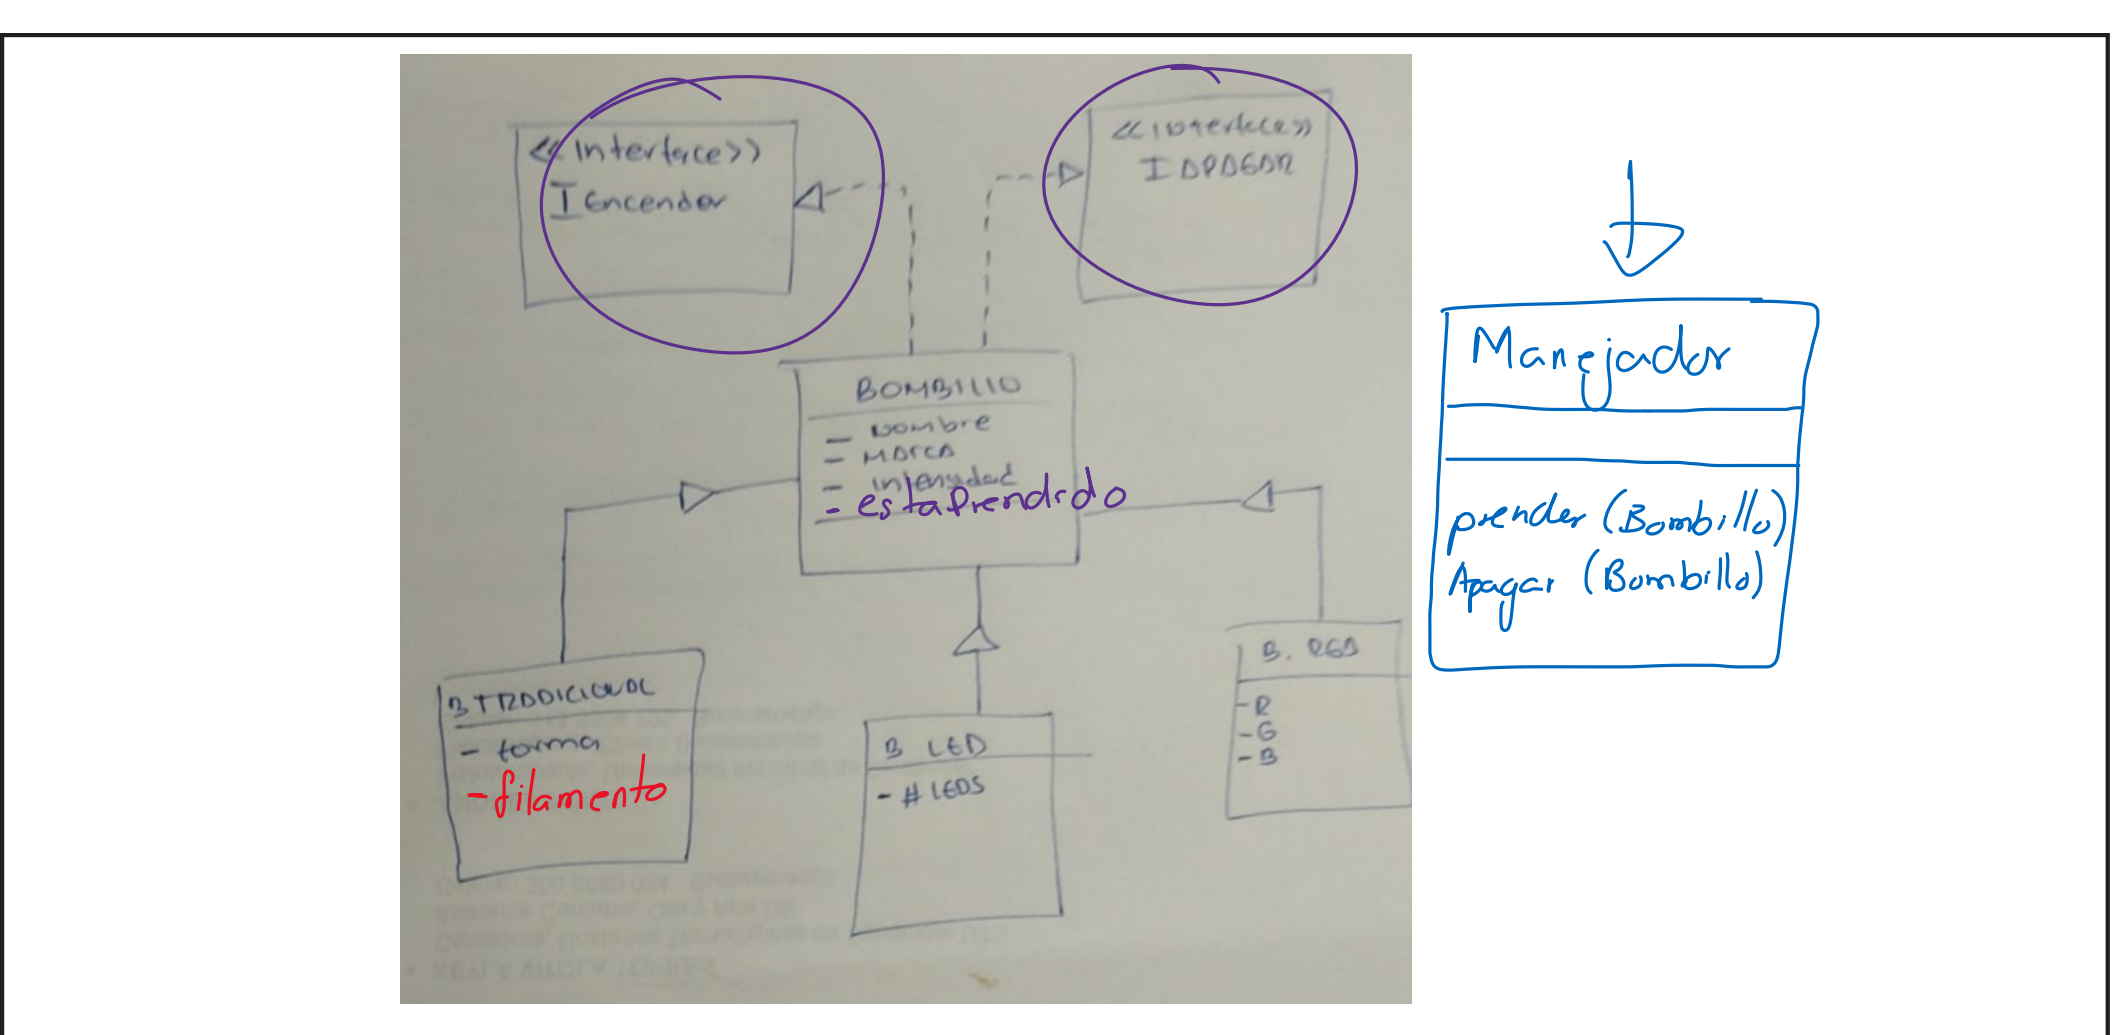 <<Interface>>
IEncender
<<Interface>>
IAPAGAR
BOMBILLO
- Nombre
- MARCA
- intensidad
- estaPrendido
B TRADICIONAL
- forma
- filamento
B LED
- # LEDS
B. RGB
- R
- G
- B
Manejador
prender (Bombillo)
Apagar (Bombillo)